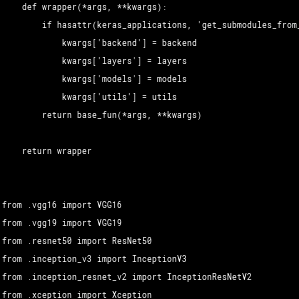 def wrapper(*args, **kwargs):
if hasattr(keras_applications, 'get_submodules_from_
kwargs['backend'] = backend
kwargs['layers'] = layers
kwargs['models'] = models
kwargs['utils'] = utils
return base_fun(*args, **kwargs)
return wrapper
from .vgg16 import VGG16
from .vgg19 import VGG19
from .resnet50 import ResNet50
from .inception_v3 import InceptionV3
from .inception_resnet_v2 import InceptionResNetV2
from .xception import Xception